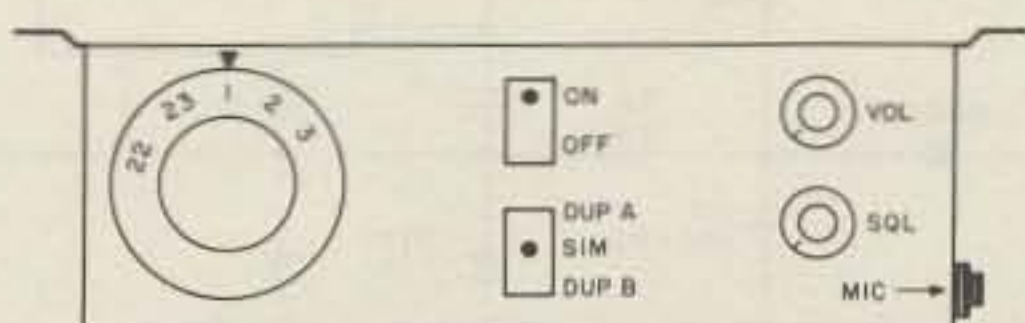 22 23 1 2 3
ON
OFF
DUP A
SIM
DUP B
VOL
SQL
MIC